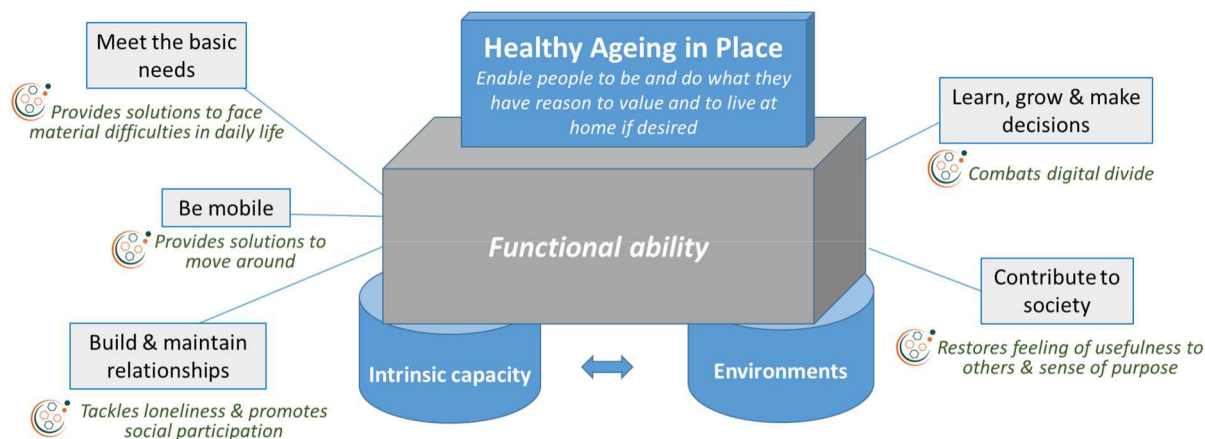 Meet the basic
needs
Provides solutions to face
material difficulties in daily life
Be mobile
Provides solutions to
move around
Build & maintain
relationships
Tackles loneliness & promotes
social participation
Healthy Ageing in Place
Enable people to be and do what they
have reason to value and to live at
home if desired
Functional ability
Intrinsic capacity
Environments
Learn, grow & make
decisions
Combats digital divide
Contribute to
society
Restores feeling of usefulness to
others & sense of purpose